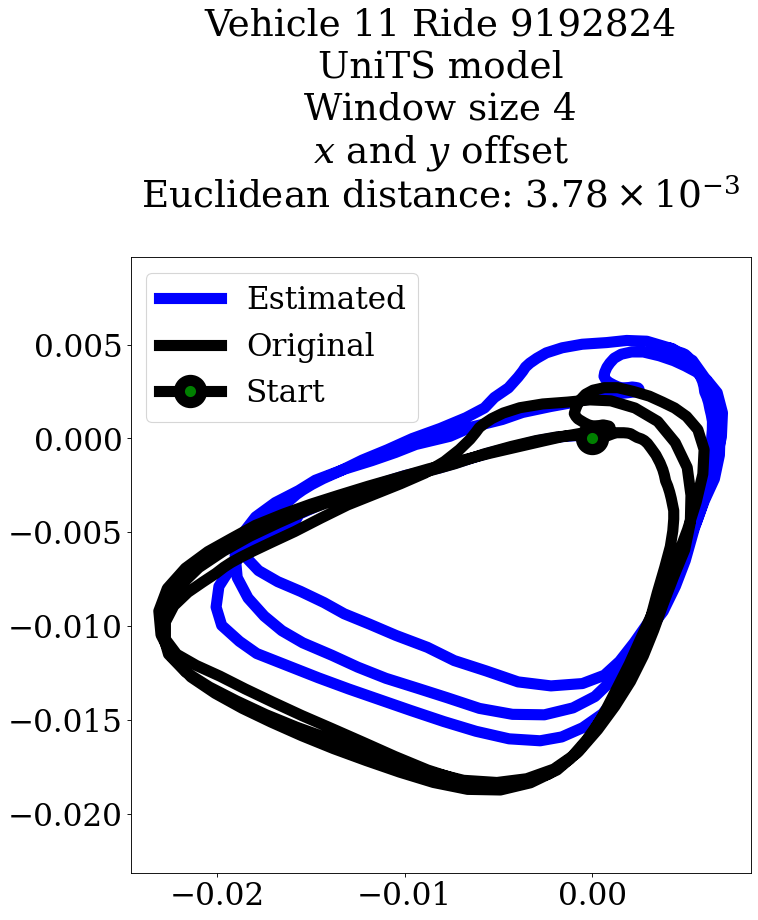 Vehicle 11 Ride 9192824
UniTS model
Window size 4
x and y offset
Euclidean distance: 3.78 × 10⁻³
Estimated
Original
Start
0.005
0.000
−0.005
−0.010
−0.015
−0.020
−0.02
−0.01
0.00